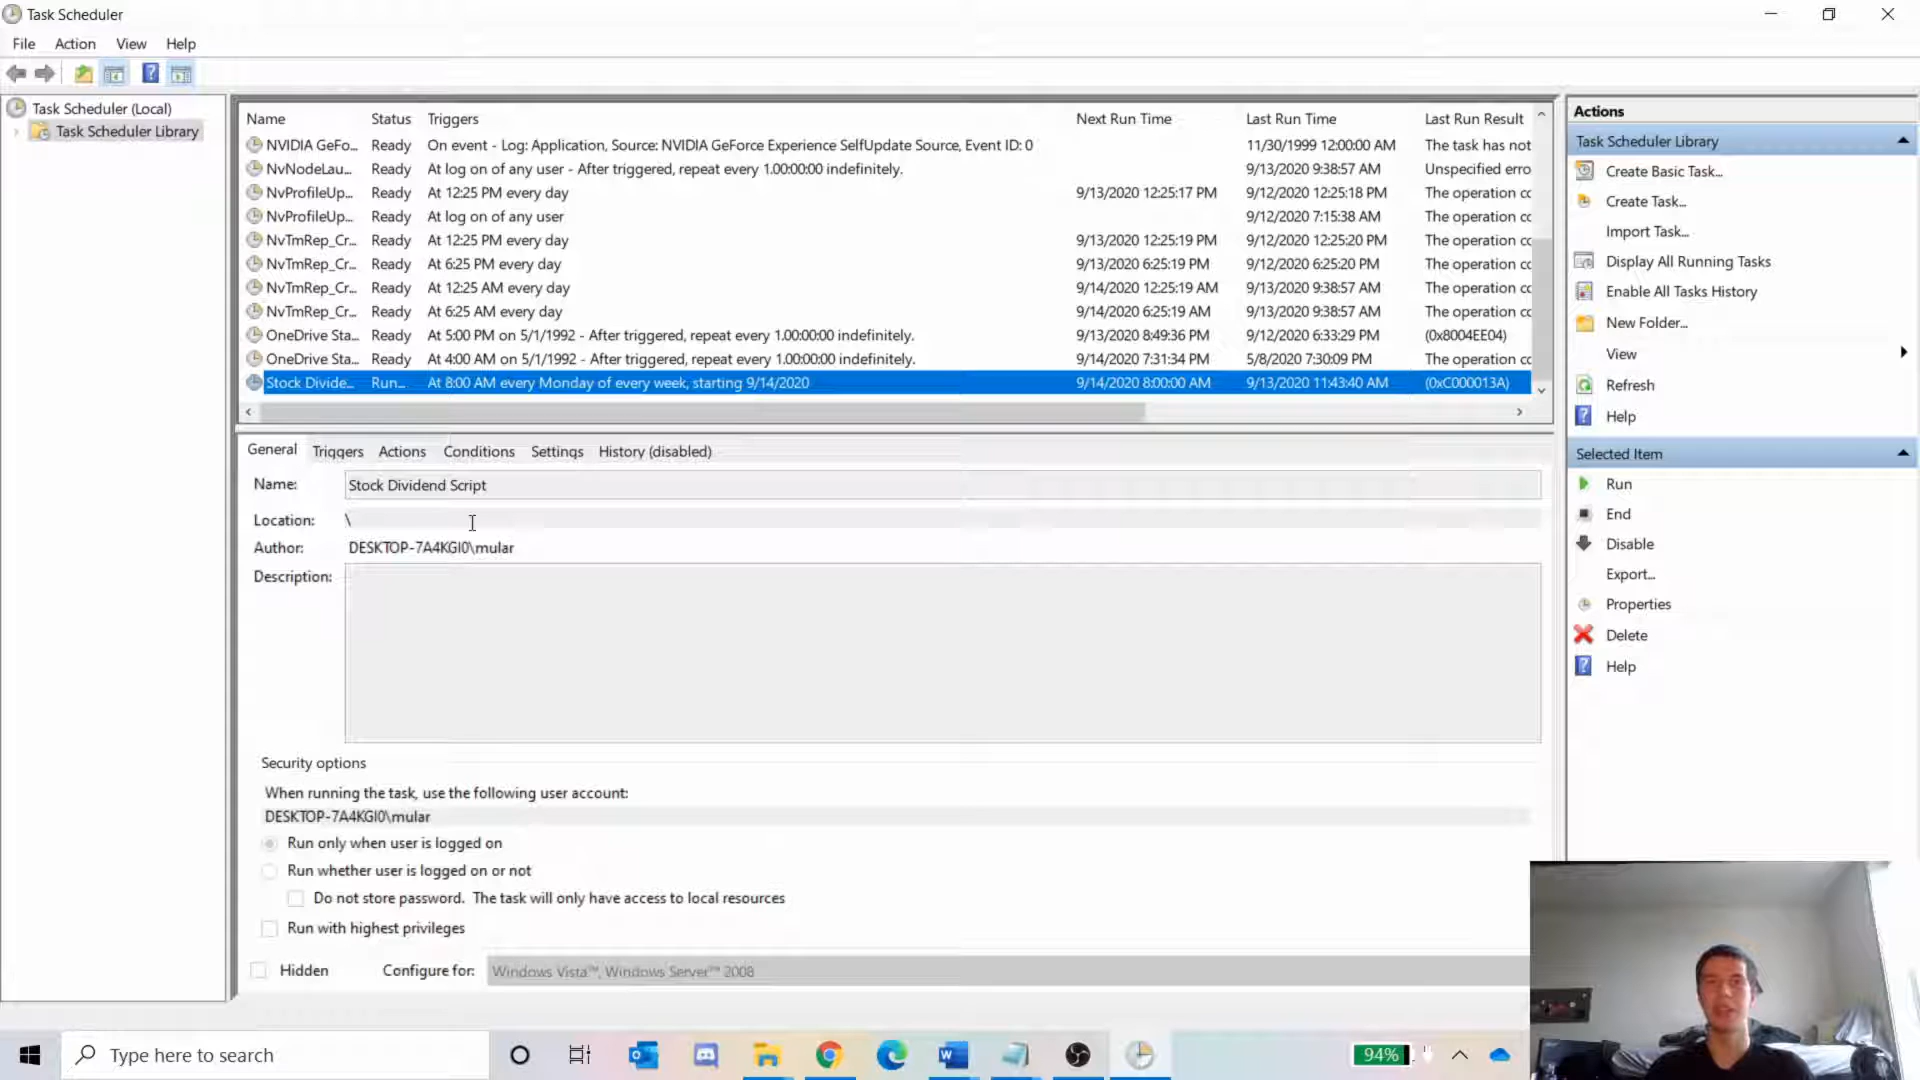 Task Scheduler
File Action View Help
Task Scheduler (Local)
Task Scheduler Library
Name Status Triggers Next Run Time Last Run Time Last Run Result
NVIDIA GeFo... Ready On event - Log: Application, Source: NVIDIA GeForce Experience SelfUpdate Source, Event ID: 0 11/30/1999 12:00:00 AM The task has not
NvNodeLau... Ready At log on of any user - After triggered, repeat every 1.00:00:00 indefinitely. 9/13/2020 9:38:57 AM Unspecified erro
NvProfileUp... Ready At 12:25 PM every day 9/13/2020 12:25:17 PM 9/12/2020 12:25:18 PM The operation cc
NvProfileUp... Ready At log on of any user 9/12/2020 7:15:38 AM The operation cc
NvTmRep_Cr... Ready At 12:25 PM every day 9/13/2020 12:25:19 PM 9/12/2020 12:25:20 PM The operation cc
NvTmRep_Cr... Ready At 6:25 PM every day 9/13/2020 6:25:19 PM 9/12/2020 6:25:20 PM The operation cc
NvTmRep_Cr... Ready At 12:25 AM every day 9/14/2020 12:25:19 AM 9/13/2020 9:38:57 AM The operation cc
NvTmRep_Cr... Ready At 6:25 AM every day 9/14/2020 6:25:19 AM 9/13/2020 9:38:57 AM The operation cc
OneDrive Sta... Ready At 5:00 PM on 5/1/1992 - After triggered, repeat every 1.00:00:00 indefinitely. 9/13/2020 8:49:36 PM 9/12/2020 6:33:29 PM (0x8004EE04)
OneDrive Sta... Ready At 4:00 AM on 5/1/1992 - After triggered, repeat every 1.00:00:00 indefinitely. 9/14/2020 7:31:34 PM 5/8/2020 7:30:09 PM The operation cc
Stock Divide... Run... At 8:00 AM every Monday of every week, starting 9/14/2020 9/14/2020 8:00:00 AM 9/13/2020 11:43:40 AM (0xC000013A)
General Triggers Actions Conditions Settings History (disabled)
Name: Stock Dividend Script
Location: \
Author: DESKTOP-7A4KGI0\mular
Description:
Security options
When running the task, use the following user account:
DESKTOP-7A4KGI0\mular
Run only when user is logged on
Run whether user is logged on or not
Do not store password. The task will only have access to local resources
Run with highest privileges
Hidden Configure for: Windows Vista™, Windows Server™ 2008
Actions
Task Scheduler Library
Create Basic Task...
Create Task...
Import Task...
Display All Running Tasks
Enable All Tasks History
New Folder...
View
Refresh
Help
Selected Item
Run
End
Disable
Export...
Properties
Delete
Help
Type here to search
94%